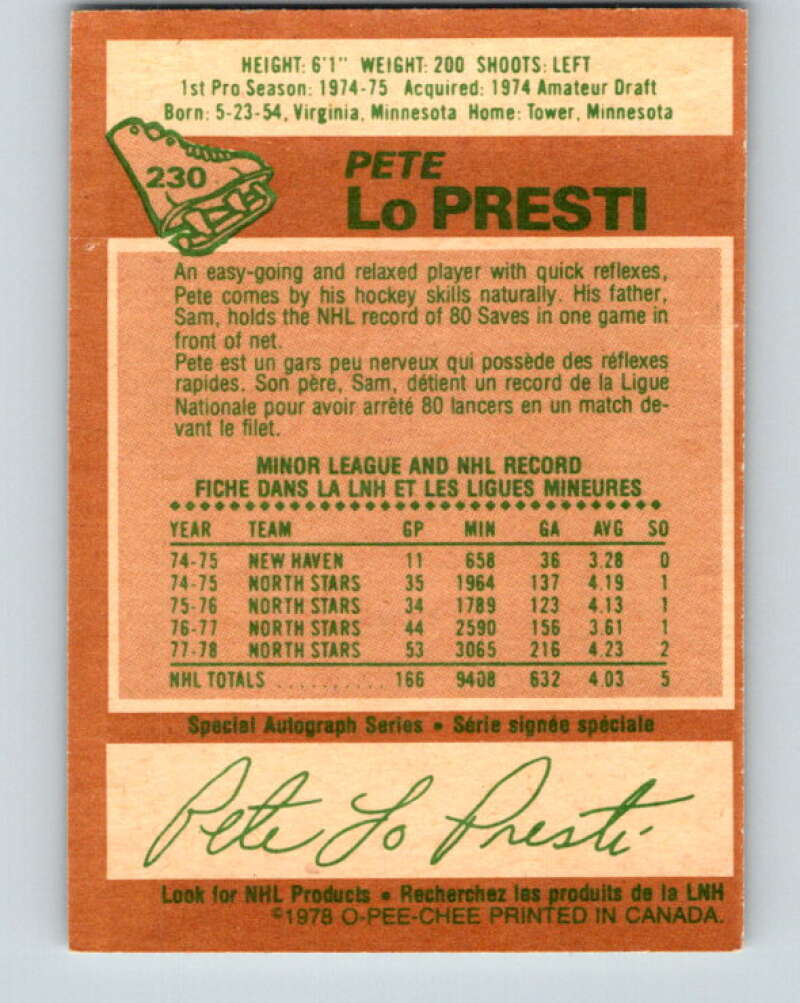 HEIGHT: 6'1" WEIGHT: 200 SHOOTS: LEFT
1st Pro Season: 1974-75 Acquired: 1974 Amateur Draft
Born: 5-23-54, Virginia, Minnesota Home: Tower, Minnesota
230
PETE
Lo PRESTI
An easy-going and relaxed player with quick reflexes,
Pete comes by his hockey skills naturally. His father,
Sam, holds the NHL record of 80 Saves in one game in
front of net.
Pete est un gars peu nerveux qui possède des réflexes
rapides. Son père, Sam, détient un record de la Ligue
Nationale pour avoir arrêté 80 lancers en un match de-
vant le filet.
MINOR LEAGUE AND NHL RECORD
FICHE DANS LA LNH ET LES LIGUES MINEURES
YEAR TEAM GP MIN GA AVG SO
74-75 NEW HAVEN 11 658 36 3.28 0
74-75 NORTH STARS 35 1964 137 4.19 1
75-76 NORTH STARS 34 1789 123 4.13 1
76-77 NORTH STARS 44 2590 156 3.61 1
77-78 NORTH STARS 53 3065 216 4.23 2
NHL TOTALS ........... 166 9408 632 4.03 5
Special Autograph Series • Série signée spéciale
Pete Lo Presti
Look for NHL Products • Recherchez les produits de la LNH
©1978 O-PEE-CHEE PRINTED IN CANADA.